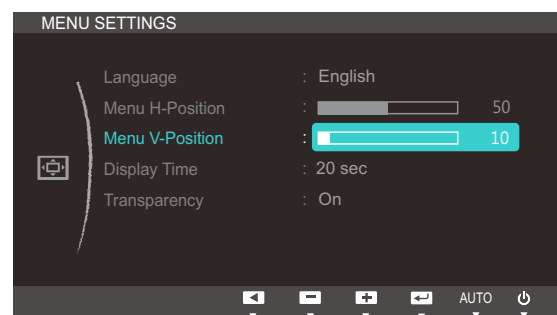 MENU SETTINGS
Language : English
Menu H-Position : 50
Menu V-Position : 10
Display Time : 20 sec
Transparency : On
AUTO